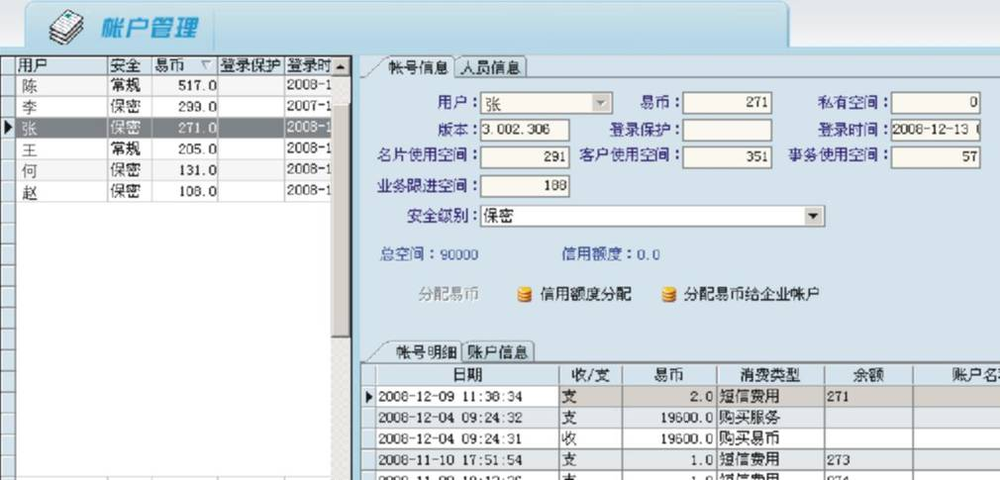 帐户管理
用户 安全 易币 登录保护 登录时
陈 常规 517.0 2008-1
李 保密 299.0 2007-1
张 保密 271.0 2008-1
王 常规 205.0 2008-1
何 保密 131.0 2008-1
赵 保密 108.0 2008-1
帐号信息 人员信息
用户： 张 易币： 271 私有空间： 0
版本： 3.002.306 登录保护： 登录时间： 2008-12-13
名片使用空间： 291 客户使用空间： 351 事务使用空间： 57
业务跟进空间： 188
安全级别： 保密
总空间：90000 信用额度：0.0
分配易币 信用额度分配 分配易币给企业帐户
帐号明细 账户信息
日期 收/支 易币 消费类型 余额 账户名
2008-12-09 11:38:34 支 2.0 短信费用 271
2008-12-04 09:24:32 支 19600.0 购买服务
2008-12-04 09:24:31 收 19600.0 购买易币
2008-11-10 17:51:54 支 1.0 短信费用 273